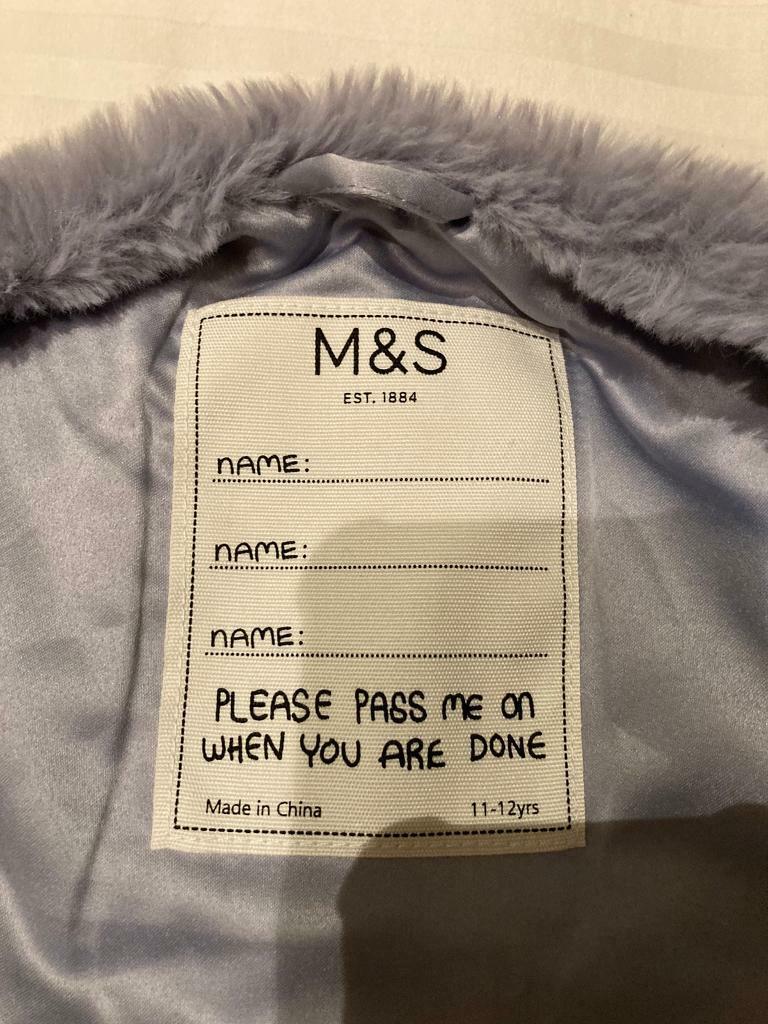 M&S
EST. 1884
NAME:
NAME:
NAME:
PLEASE PASS ME ON
WHEN YOU ARE DONE
Made in China 11-12yrs